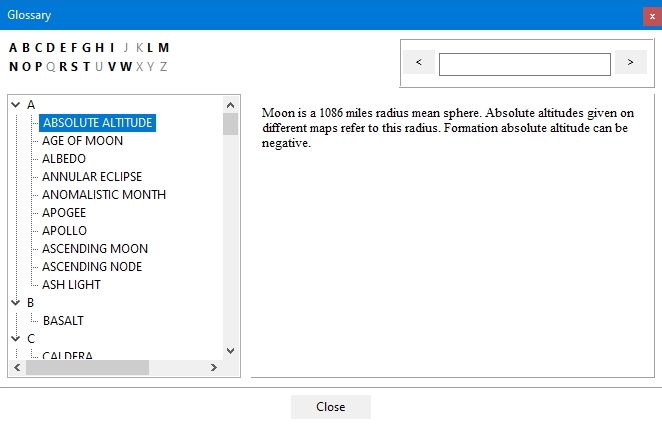 Glossary
x
A B C D E F G H I J K L M
N O P Q R S T U V W X Y Z
<
>
A
ABSOLUTE ALTITUDE
AGE OF MOON
ALBEDO
ANNULAR ECLIPSE
ANOMALISTIC MONTH
APOGEE
APOLLO
ASCENDING MOON
ASCENDING NODE
ASH LIGHT
B
BASALT
C
CALDERA
Moon is a 1086 miles radius mean sphere. Absolute altitudes given on
different maps refer to this radius. Formation absolute altitude can be
negative.
Close